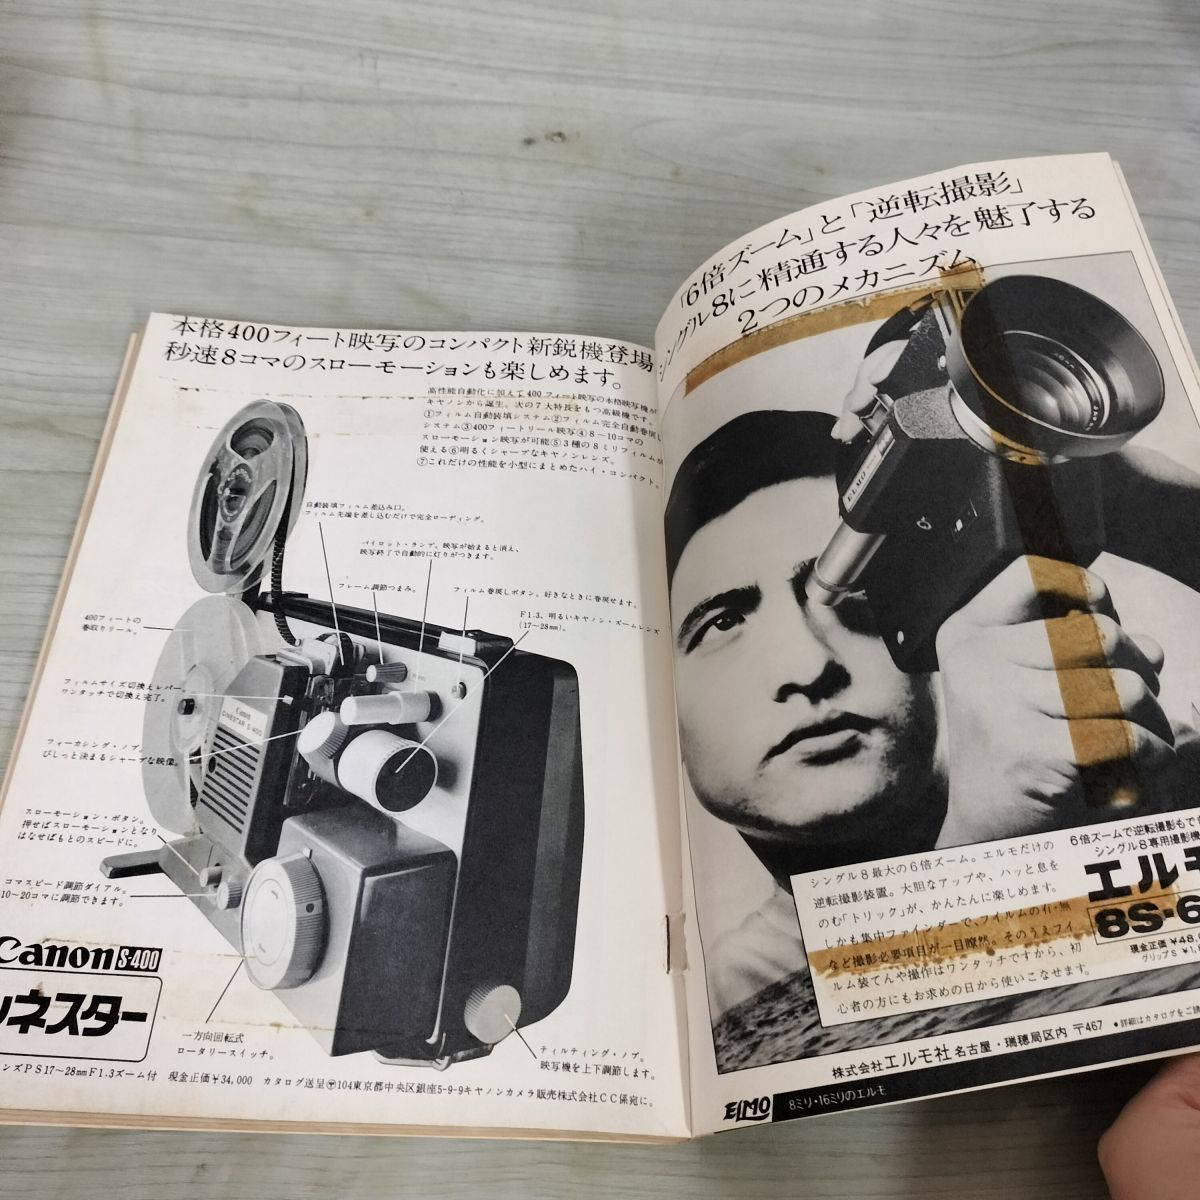 本格400フィート映写のコンパクト新鋭機登場
秒速8コマのスローモーションも楽しめます。
高性能自動化に加えて400フィート映写の本格映写機が
キヤノンから誕生。次の7大特長をもつ高級機です。
①フィルム自動装填システム②フィルム完全自動巻戻し
システム③400フィートリール映写④8〜10コマの
スローモーション映写が可能⑤3種の8ミリフィルムが
使える⑥明るくシャープなキヤノンレンズ。
⑦これだけの性能を小型にまとめたハイ・コンパクト。
自動装填フィルム差込み口。
フィルム先端を差し込むだけで完全ローディング。
パイロット・ランプ。映写が始まると消え、
映写終了で自動的に灯りがつきます。
フレーム調節つまみ。
フィルム巻戻しボタン。好きなときに巻戻せます。
F1.3、明るいキヤノン・ズームレンズ
(17〜28mm)。
400フィートの
巻取りリール。
フィルムサイズ切換えレバー。
ワンタッチで切換え完了。
Canon
CINESTAR S-400
フォーカシング・ノブ。
ぴしっと決まるシャープな映像。
スローモーション・ボタン。
押せばスローモーションとなり
はなせばもとのスピードに。
コマスピード調節ダイアル。
10〜20コマに調節できます。
Canon S-400
ネスター
一方向回転式
ロータリースイッチ。
ティルティング・ノブ。
映写機を上下調節します。
ンズPS17〜28mmF1.3ズーム付 現金正価¥34,000 カタログ送呈〒104東京都中央区銀座5-9-9キヤノンカメラ販売株式会社CC係宛に。
「6倍ズーム」と「逆転撮影」
シングル8に精通する人々を魅了する
2つのメカニズム
ELMO
シングル8最大の6倍ズーム。エルモだけの
逆転撮影装置。大胆なアップや、ハッと息を
のむ「トリック」が、かんたんに楽しめます。
しかも集中ファインダーで、フイルムの有・無
など撮影必要項目が一目瞭然。そのうえフイ
ルム装てんや操作はワンタッチですから、初
心者の方にもお求めの日から使いこなせます。
6倍ズームで逆転撮影もでき
シングル8専用撮影機
エルモ
8S-6
現金正価 ¥48,
グリップS ¥1,
株式会社エルモ社 名古屋・瑞穂局区内 〒467 ●詳細はカタログをご請
ELMO 8ミリ・16ミリのエルモ